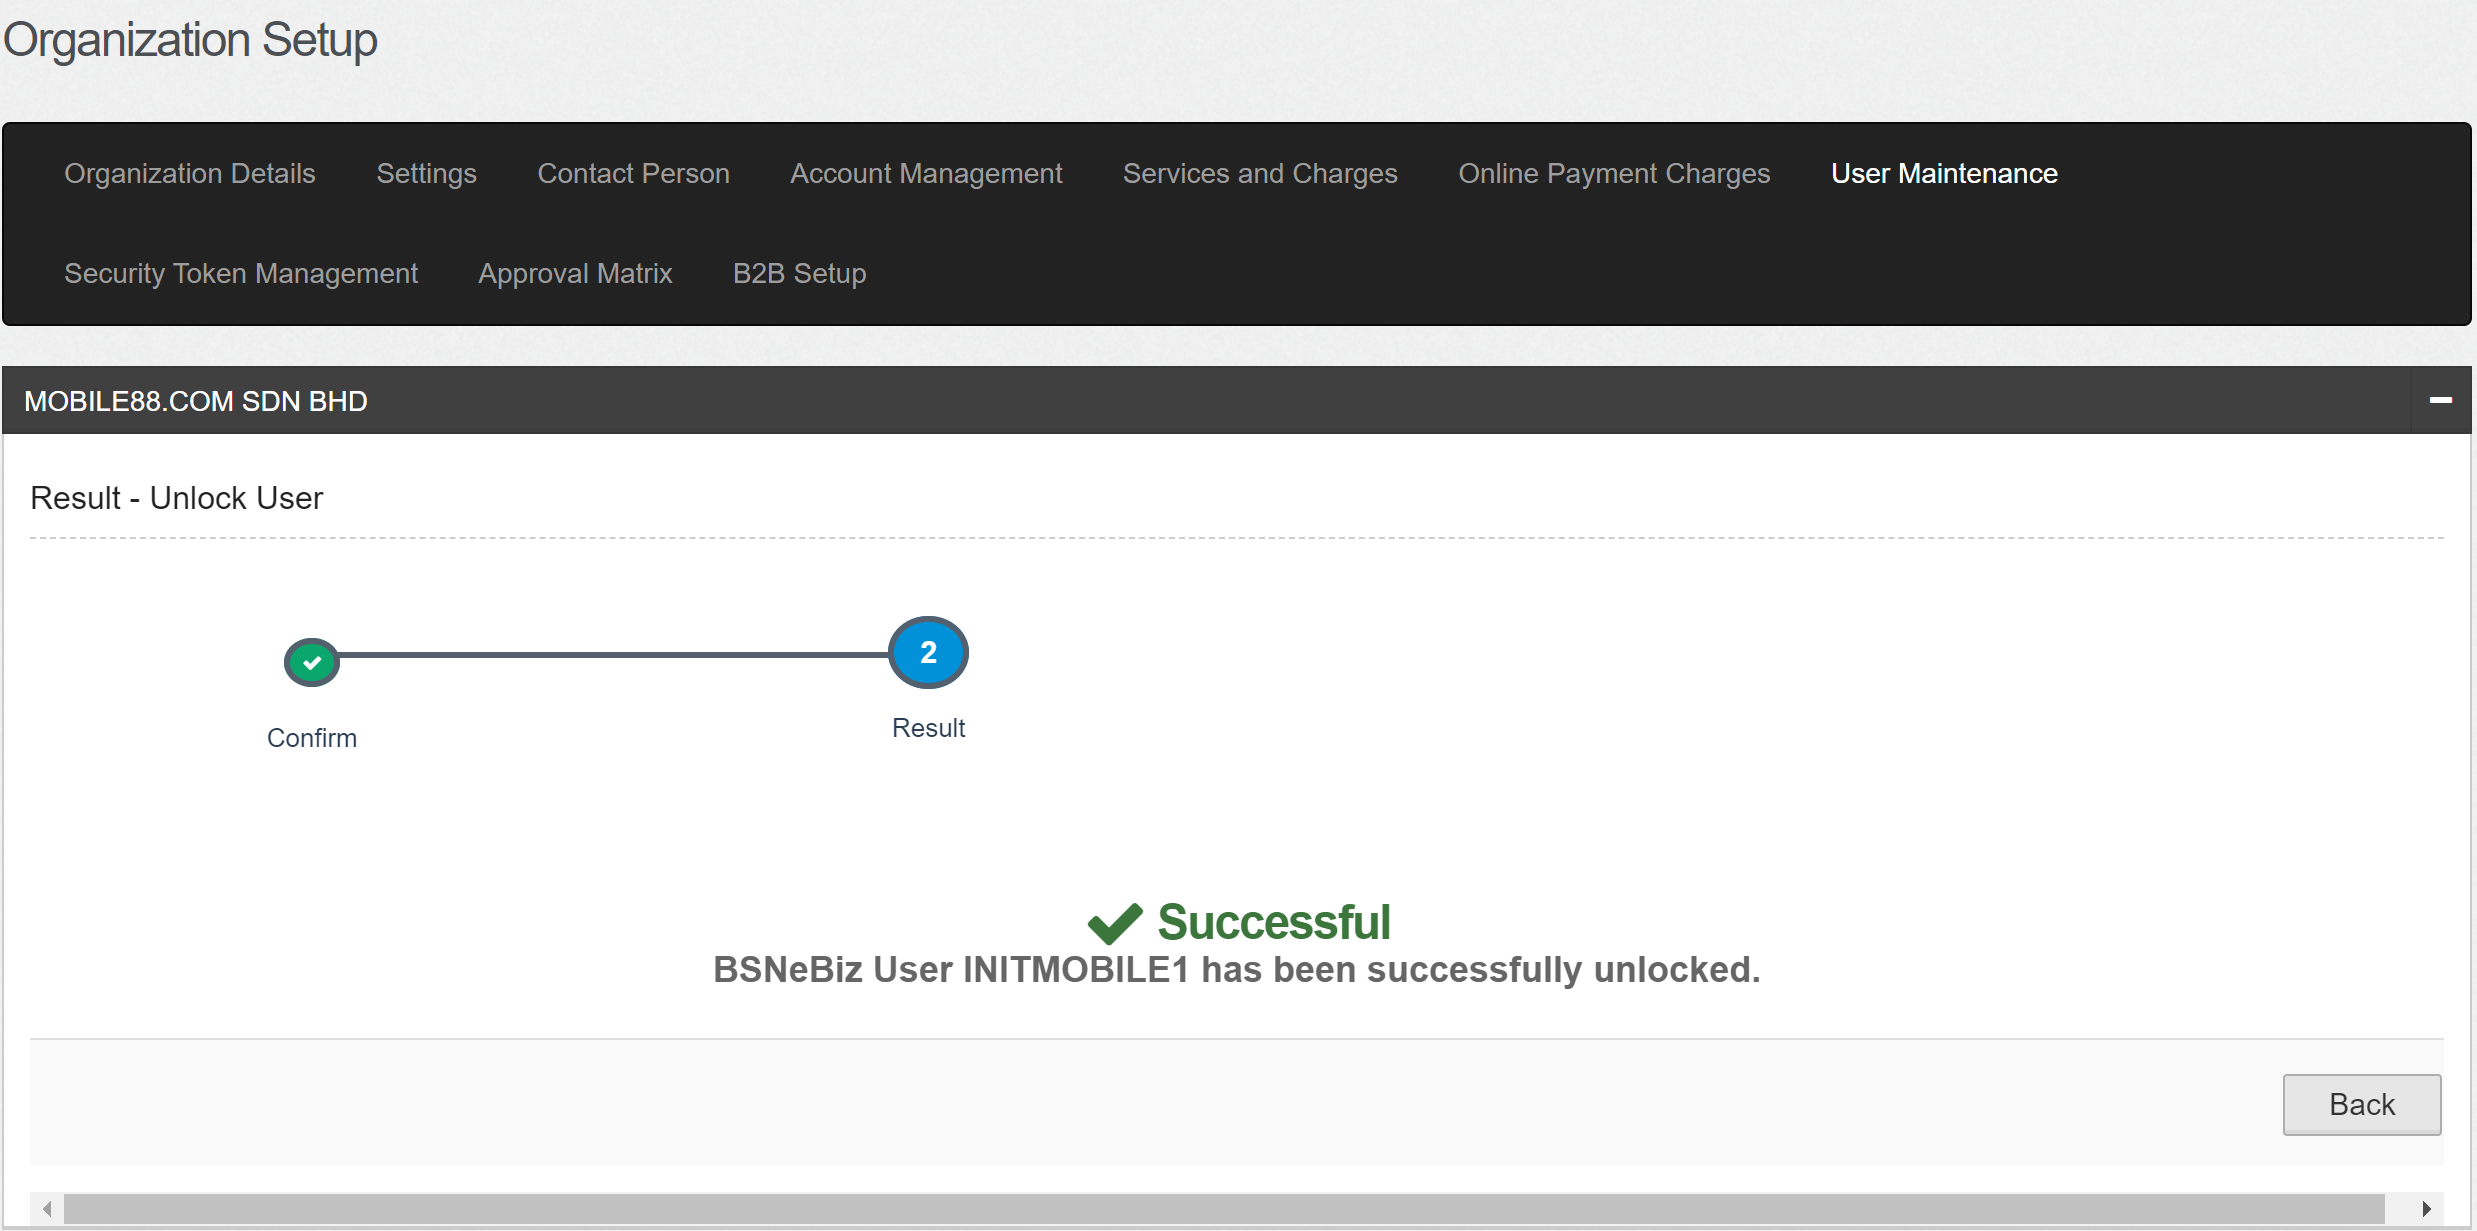 Organization Setup
Organization Details Settings Contact Person Account Management Services and Charges Online Payment Charges User Maintenance
Security Token Management Approval Matrix B2B Setup
MOBILE88.COM SDN BHD
Result - Unlock User
2
Confirm
Result
Successful
BSNeBiz User INITMOBILE1 has been successfully unlocked.
Back